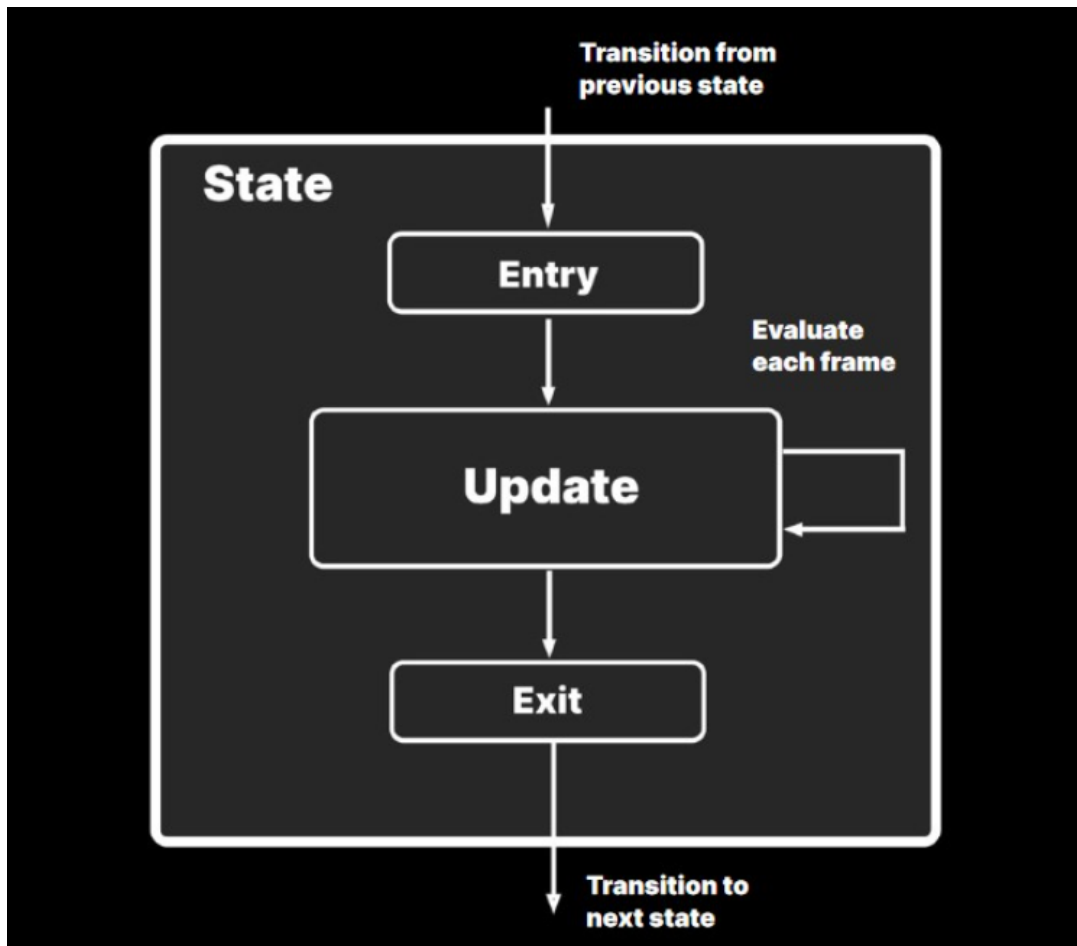 Transition from
previous state
State
Entry
Evaluate
each frame
Update
Exit
Transition to
next state